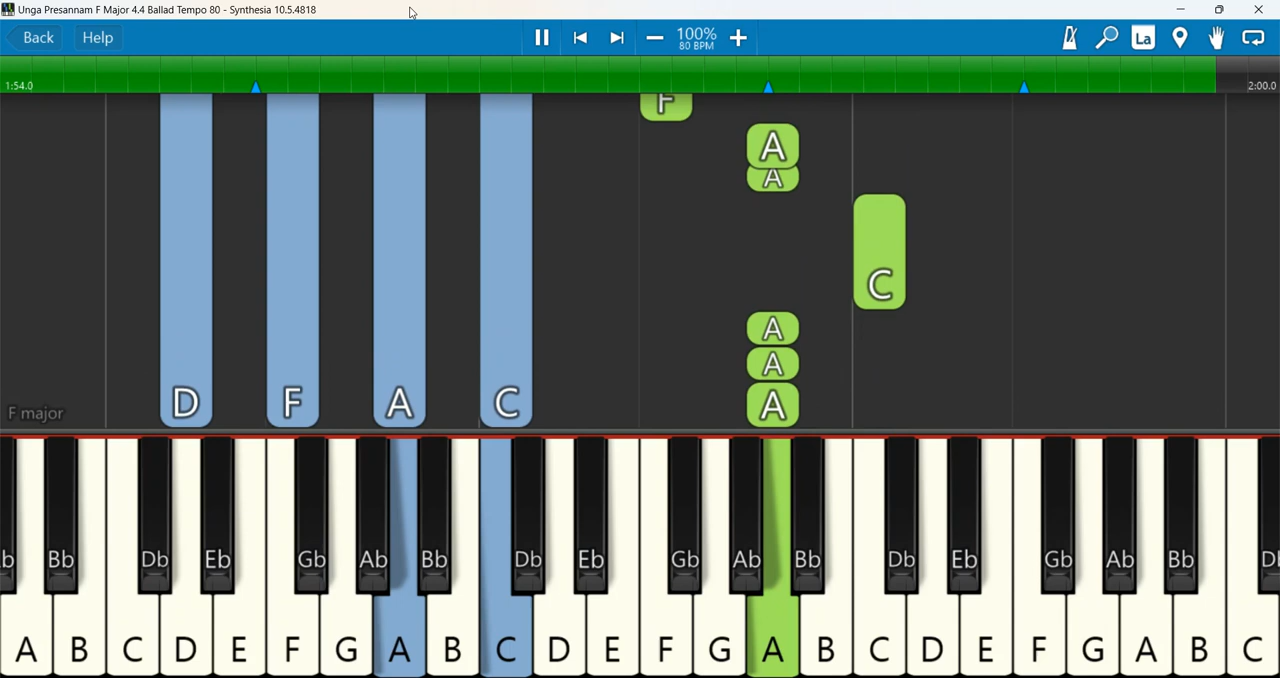 Unga Presannam F Major 4.4 Ballad Tempo 80 - Synthesia 10.5.4818
Back Help 100% La
80 BPM
1:54.0 2:00.0
F
A
A
C
A
A
D F A C A
F major
b Bb Db Eb Gb Ab Bb Db Eb Gb Ab Bb Db Eb Gb Ab Bb D
A B C D E F G A B C D E F G A B C D E F G A B C